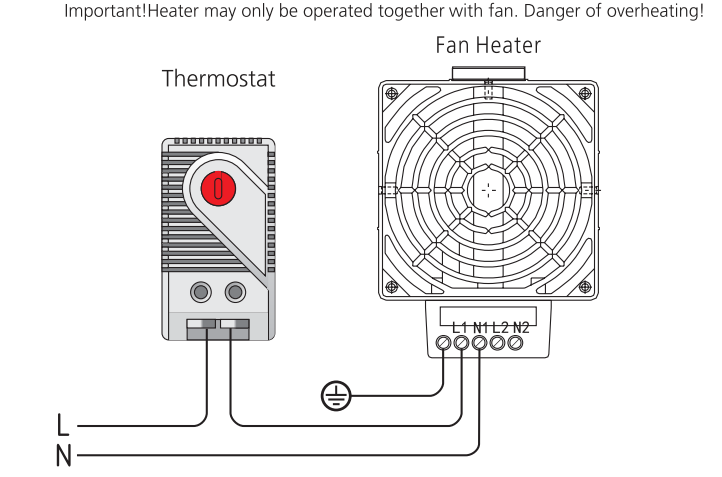 Important!Heater may only be operated together with fan. Danger of overheating!
Fan Heater
Thermostat
L1 N1 L2 N2
L
N